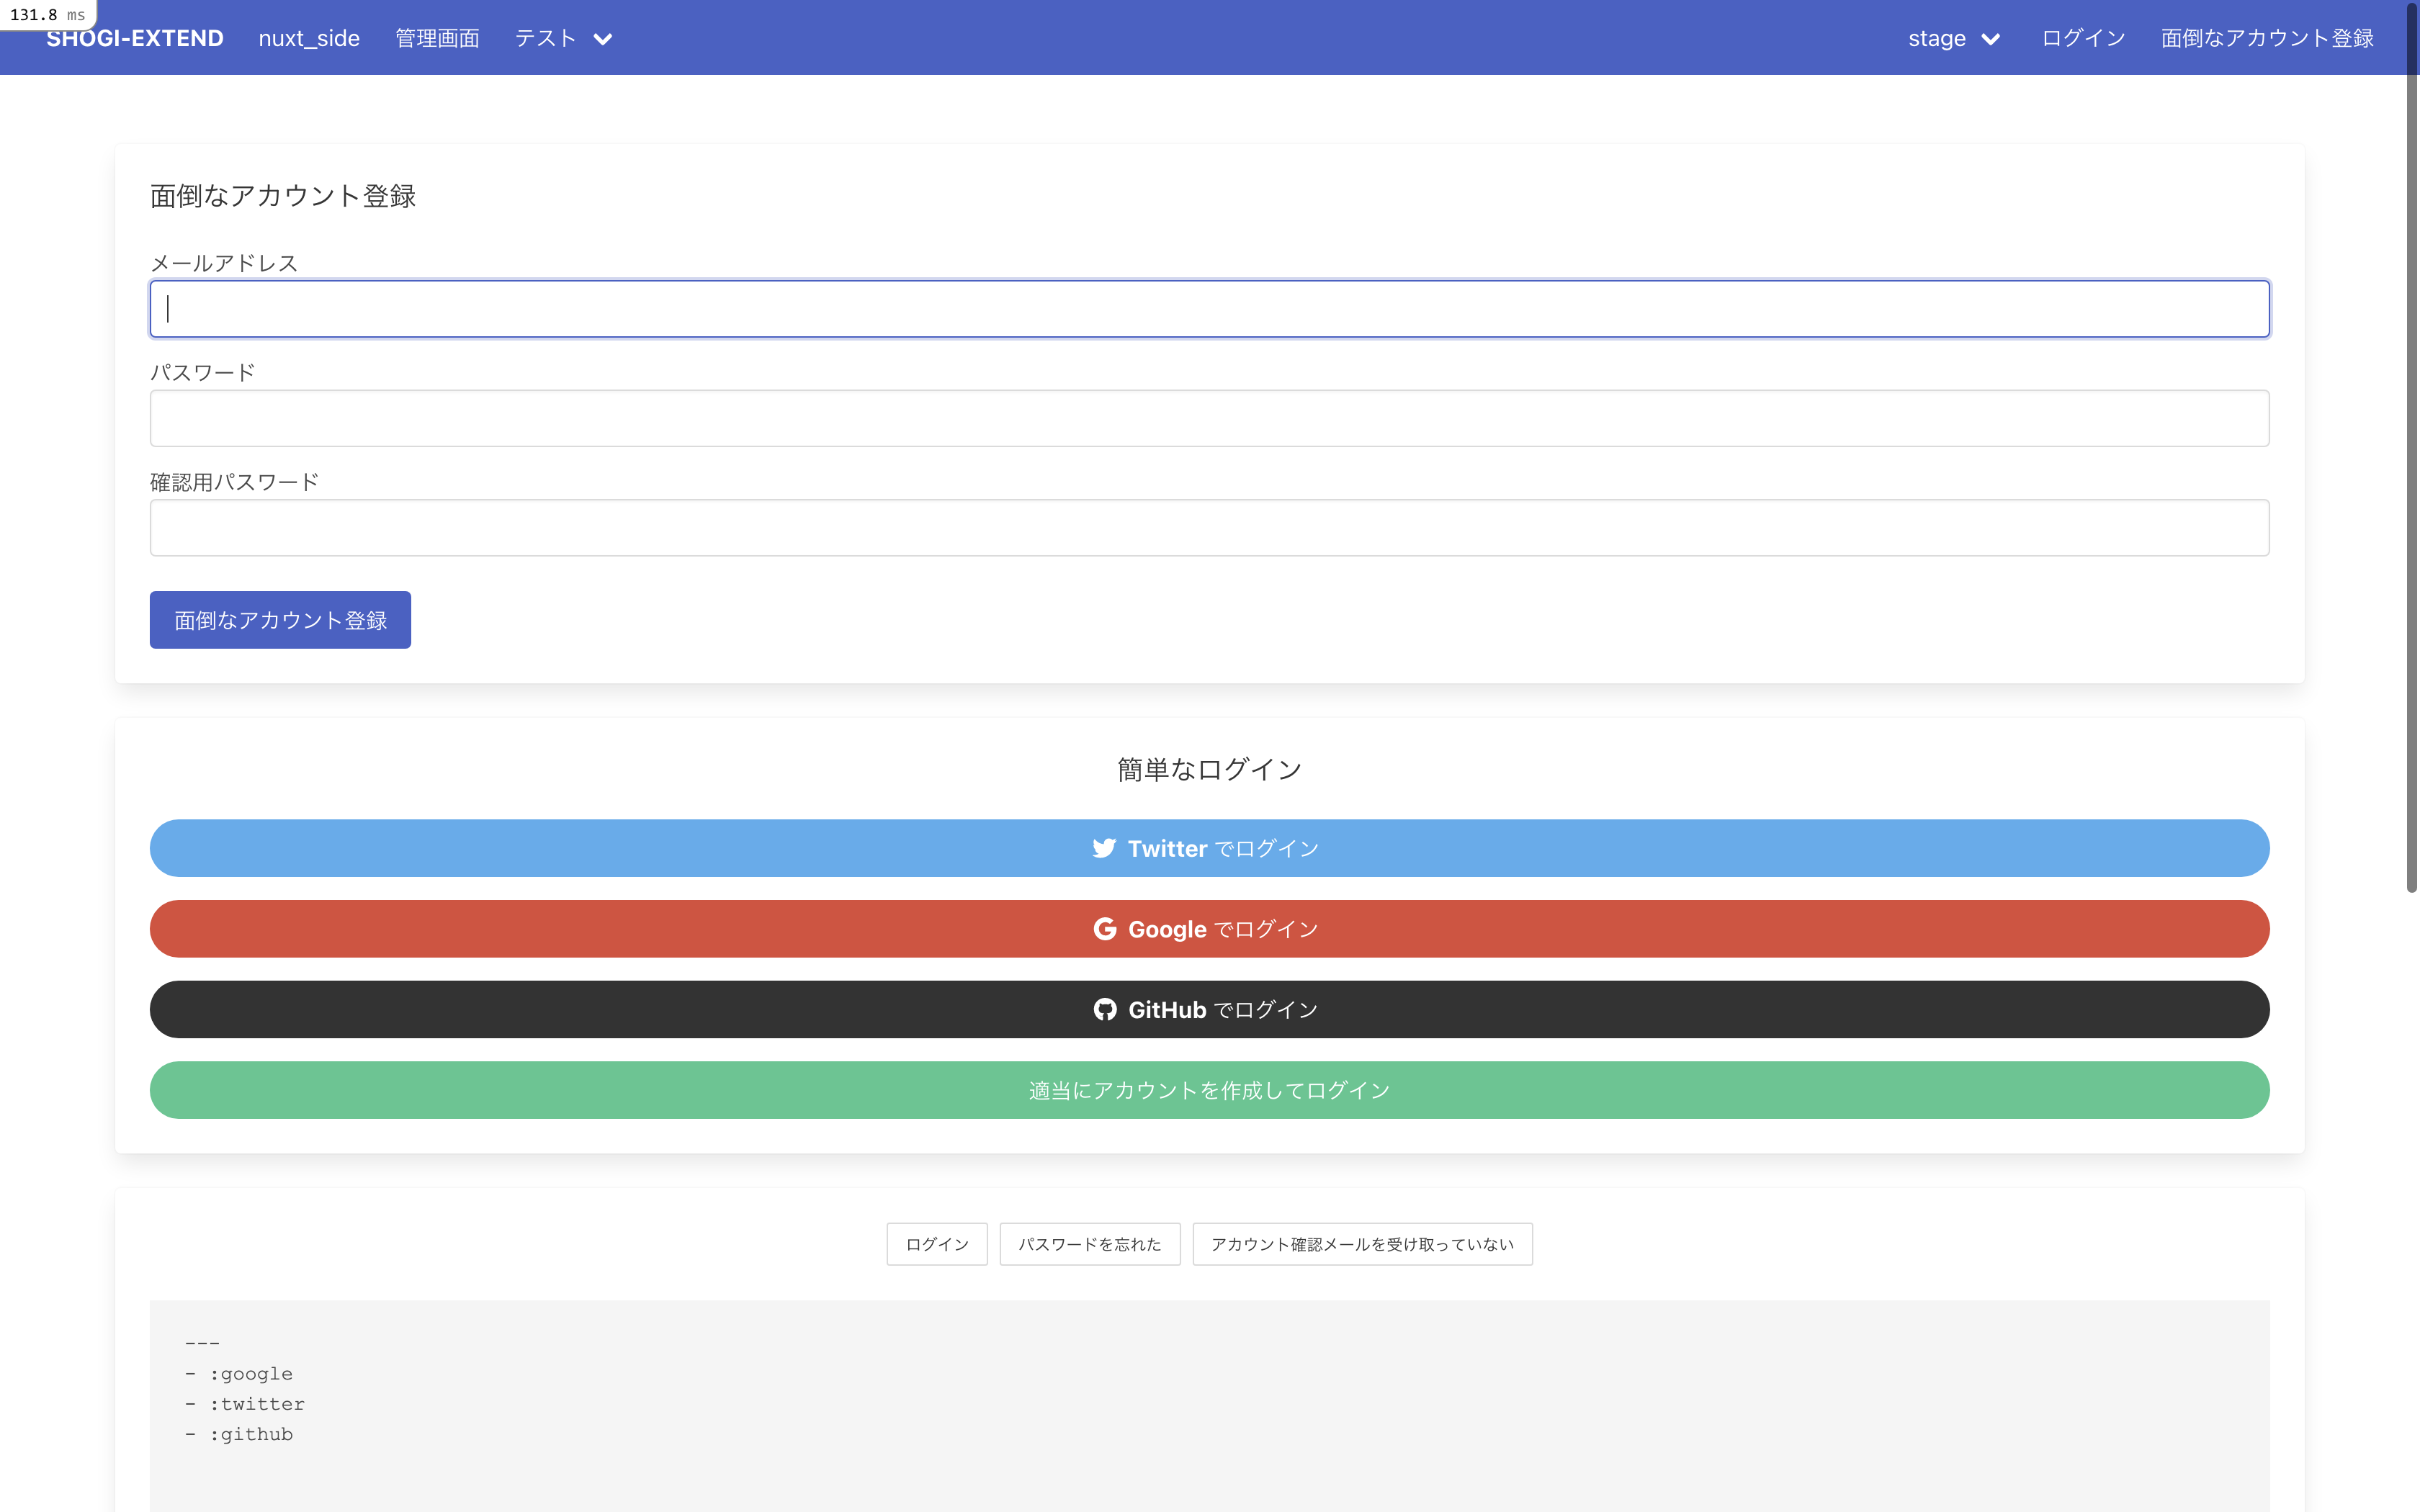 131.8 ms
SHOGI-EXTEND nuxt_side 管理画面 テスト stage ログイン 面倒なアカウント登録
面倒なアカウント登録
メールアドレス
パスワード
確認用パスワード
面倒なアカウント登録
簡単なログイン
Twitter でログイン
Google でログイン
GitHub でログイン
適当にアカウントを作成してログイン
ログイン パスワードを忘れた アカウント確認メールを受け取っていない
---
- :google
- :twitter
- :github